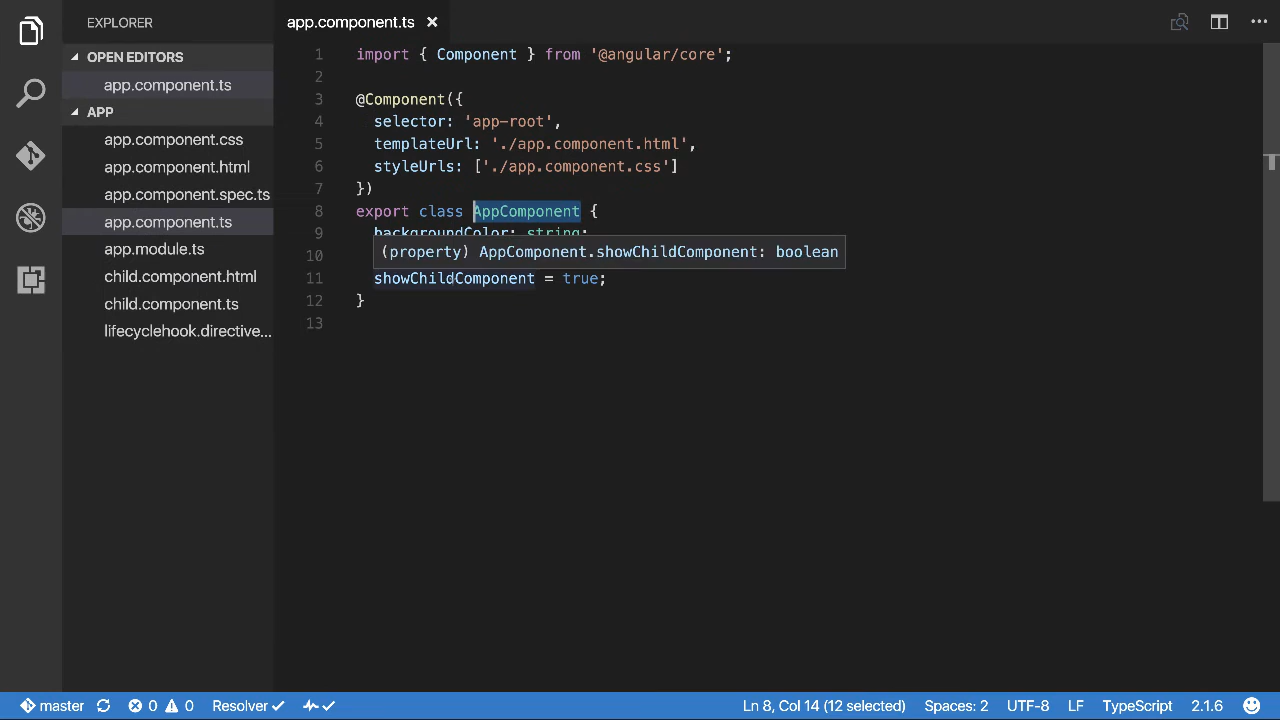 EXPLORER
OPEN EDITORS
app.component.ts
APP
app.component.css
app.component.html
app.component.spec.ts
app.component.ts
app.module.ts
child.component.html
child.component.ts
lifecyclehook.directive...
app.component.ts
1 import { Component } from '@angular/core';
2
3 @Component({
4 selector: 'app-root',
5 templateUrl: './app.component.html',
6 styleUrls: ['./app.component.css']
7 })
8 export class AppComponent {
9 backgroundColor: string;
10 (property) AppComponent.showChildComponent: boolean
11 showChildComponent = true;
12 }
13
master 0 0 Resolver Ln 8, Col 14 (12 selected) Spaces: 2 UTF-8 LF TypeScript 2.1.6